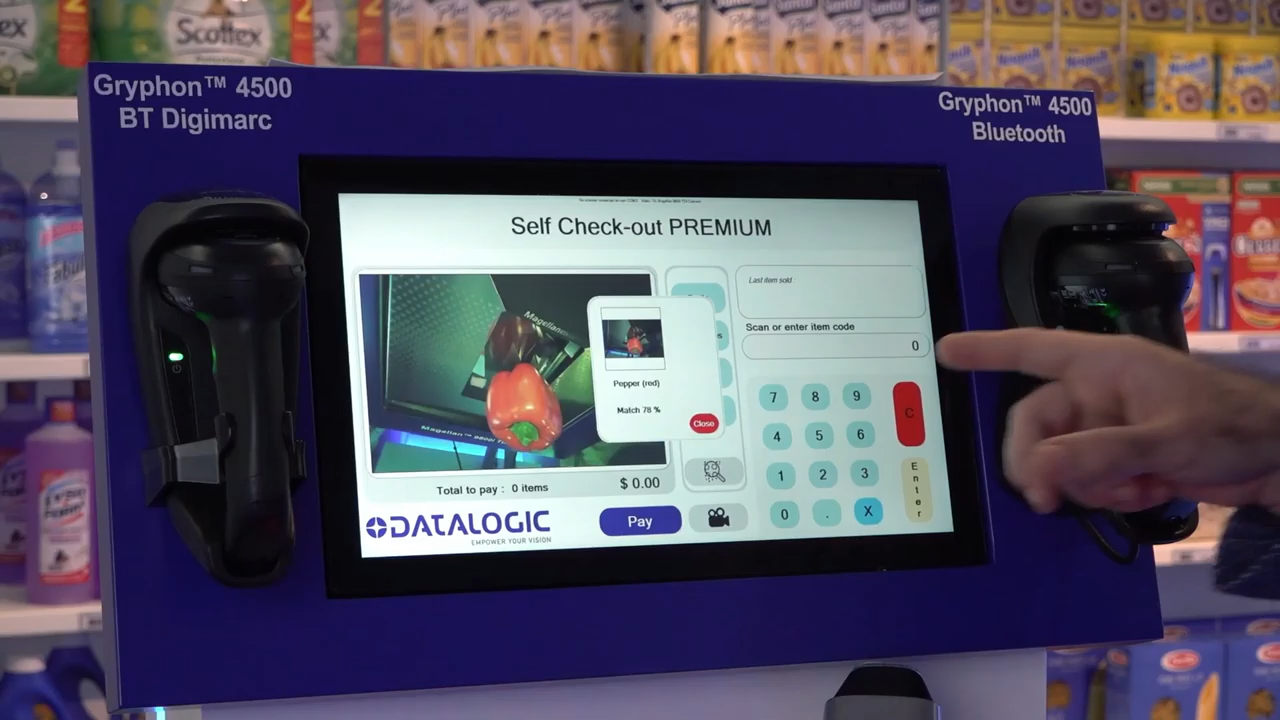 Scottex
Gryphon™ 4500
BT Digimarc
Gryphon™ 4500
Bluetooth
Self Check-out PREMIUM
Last item sold
Scan or enter item code
0
Magellan
Pepper (red)
Match 78 %
Close
7 8 9 C
4 5 6
1 2 3 Enter
0 . X
Total to pay : 0 items $ 0.00
Pay
DATALOGIC
EMPOWER YOUR VISION